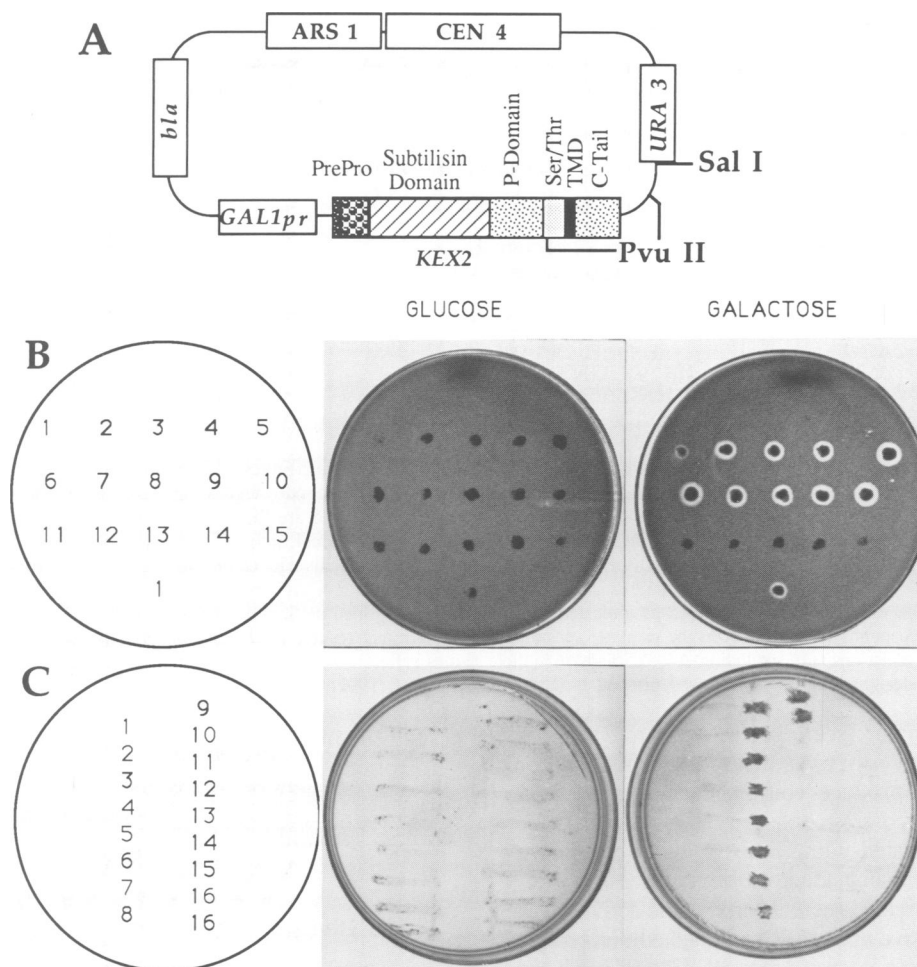 A
ARS 1
CEN 4
bla
URA 3
Sal I
PrePro
Subtilisin
Domain
P-Domain
Ser/Thr
TMD
C-Tail
GAL1pr
KEX2
Pvu II
GLUCOSE
GALACTOSE
B
1 2 3 4 5
6 7 8 9 10
11 12 13 14 15
1
C
9
1
10
2
11
3
12
4
13
5
14
6
15
7
16
8
16